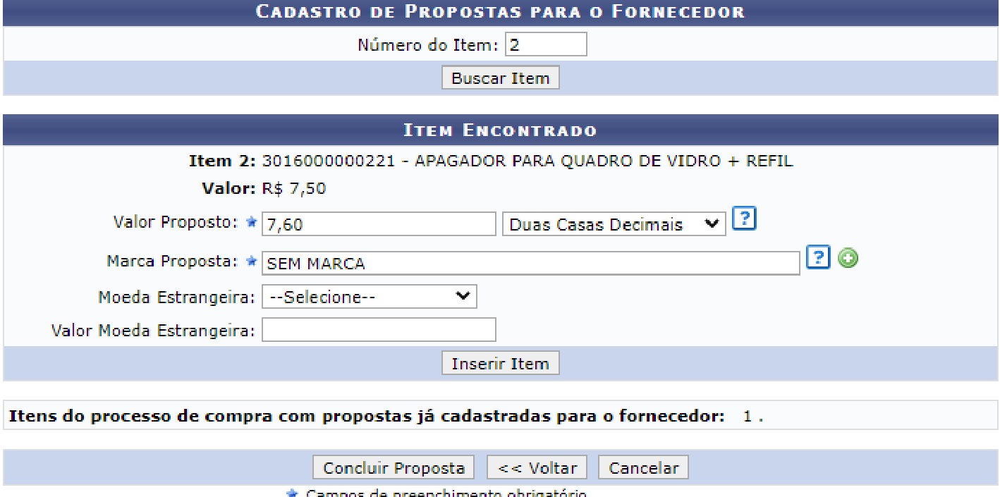 CADASTRO DE PROPOSTAS PARA O FORNECEDOR
Número do Item: 2
Buscar Item
ITEM ENCONTRADO
Item 2: 3016000000221 - APAGADOR PARA QUADRO DE VIDRO + REFIL
Valor: R$ 7,50
Valor Proposto: 7,60 Duas Casas Decimais ?
Marca Proposta: SEM MARCA ?
Moeda Estrangeira: --Selecione--
Valor Moeda Estrangeira:
Inserir Item
Itens do processo de compra com propostas já cadastradas para o fornecedor: 1 .
Concluir Proposta << Voltar Cancelar
Campos de preenchimento obrigatório